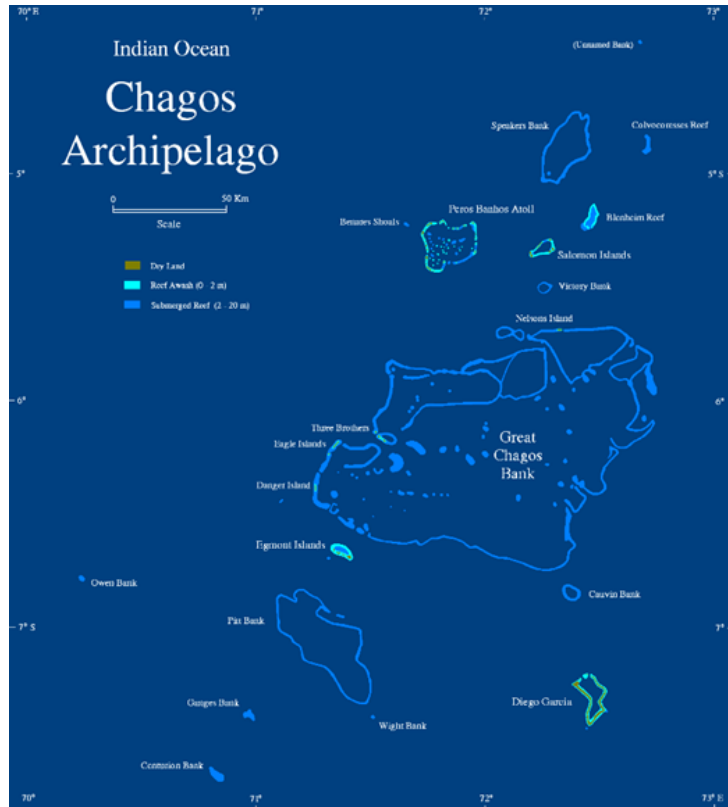 70° E
71°
72°
73°
Indian Ocean
(Unnamed Bank)
Chagos
Archipelago
Speakers Bank
Colvocoresses Reef
5°
5° S
0
50 Km
Scale
Benares Shoals
Peros Banhos Atoll
Blenheim Reef
Salomon Islands
Dry Land
Reef Awash (0 - 2 m)
Submerged Reef (2 - 20 m)
Victory Bank
Nelsons Island
6°
6°
Three Brothers
Eagle Islands
Great
Chagos
Bank
Danger Island
Egmont Islands
Owen Bank
Cauvin Bank
Pitt Bank
7° S
7°
Diego Garcia
Ganges Bank
Wight Bank
Centurion Bank
70°
71°
72°
73° E